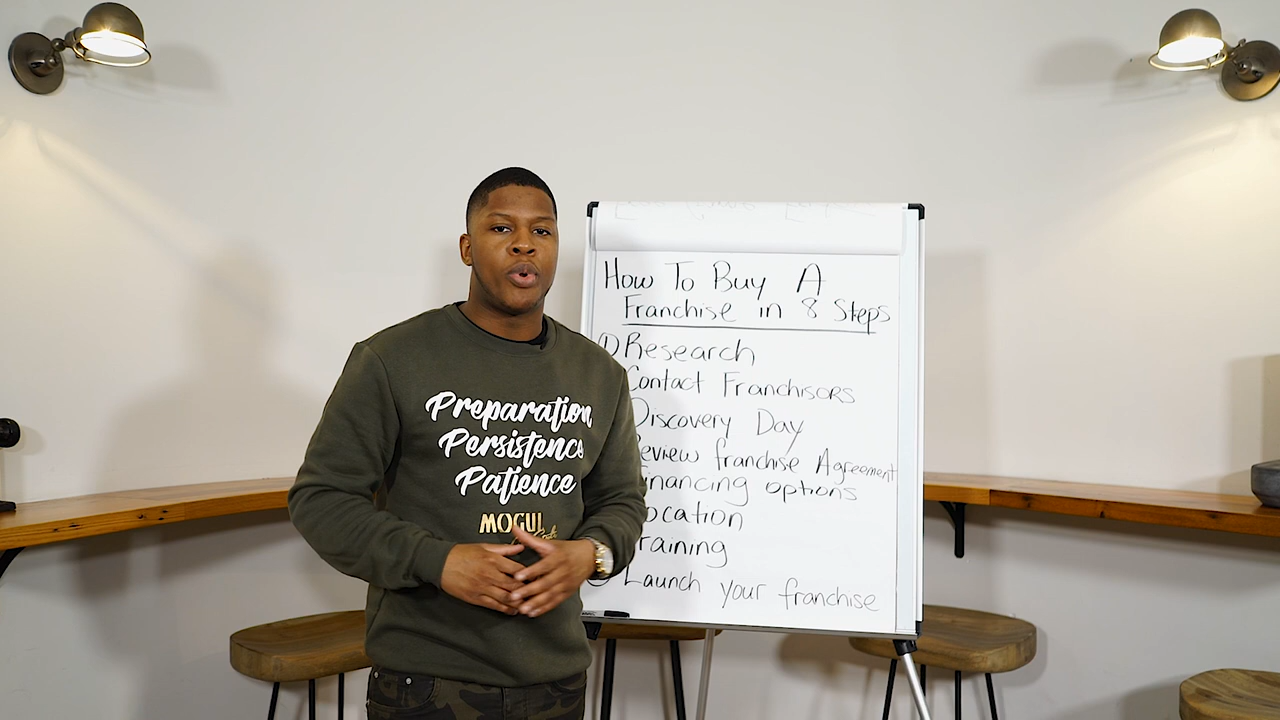 How To Buy A
Franchise in 8 Steps
① Research
Contact Franchisors
Discovery Day
eview franchise Agreement
inancing options
ocation
raining
Launch your franchise
Preparation
Persistence
Patience
MOGUL